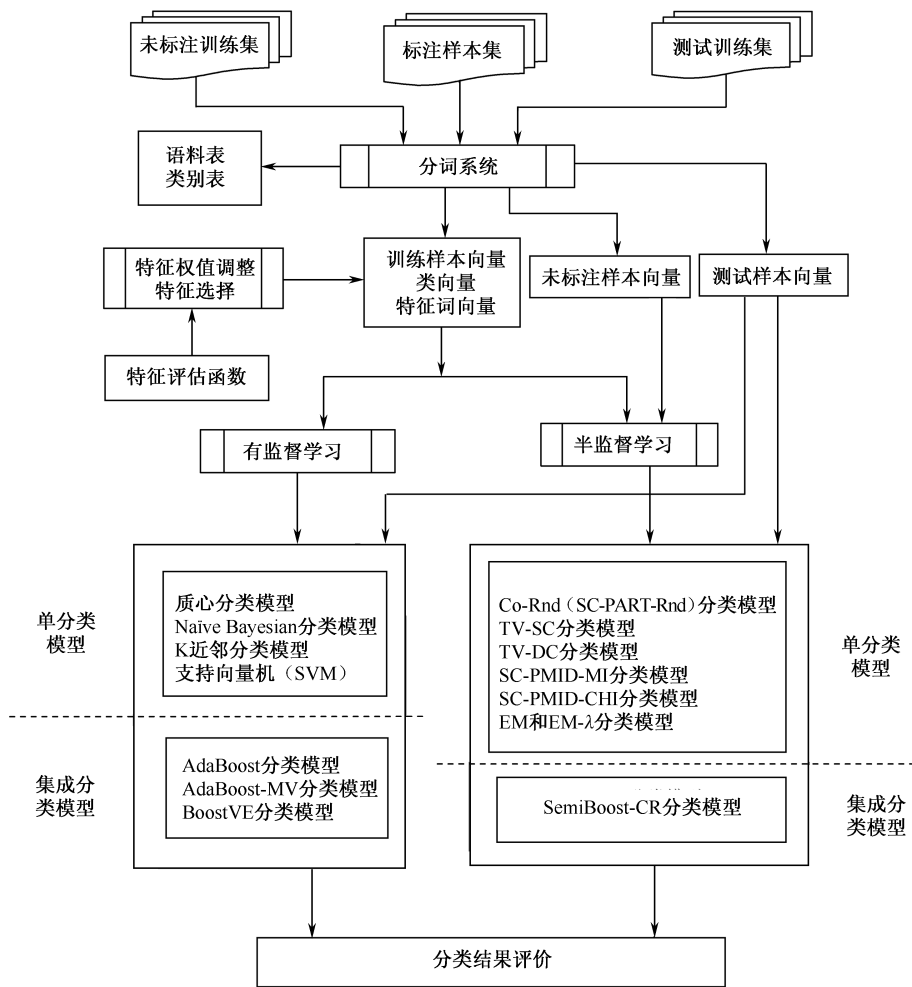 未标注训练集
标注样本集
测试训练集
语料表
类别表
分词系统
特征权值调整
特征选择
训练样本向量
类向量
特征词向量
未标注样本向量
测试样本向量
特征评估函数
有监督学习
半监督学习
单分类
模型
质心分类模型
Naïve Bayesian分类模型
K近邻分类模型
支持向量机（SVM）
Co-Rnd（SC-PART-Rnd）分类模型
TV-SC分类模型
TV-DC分类模型
SC-PMID-MI分类模型
SC-PMID-CHI分类模型
EM和EM-λ分类模型
单分类
模型
集成分
类模型
AdaBoost分类模型
AdaBoost-MV分类模型
BoostVE分类模型
SemiBoost-CR分类模型
集成分
类模型
分类结果评价